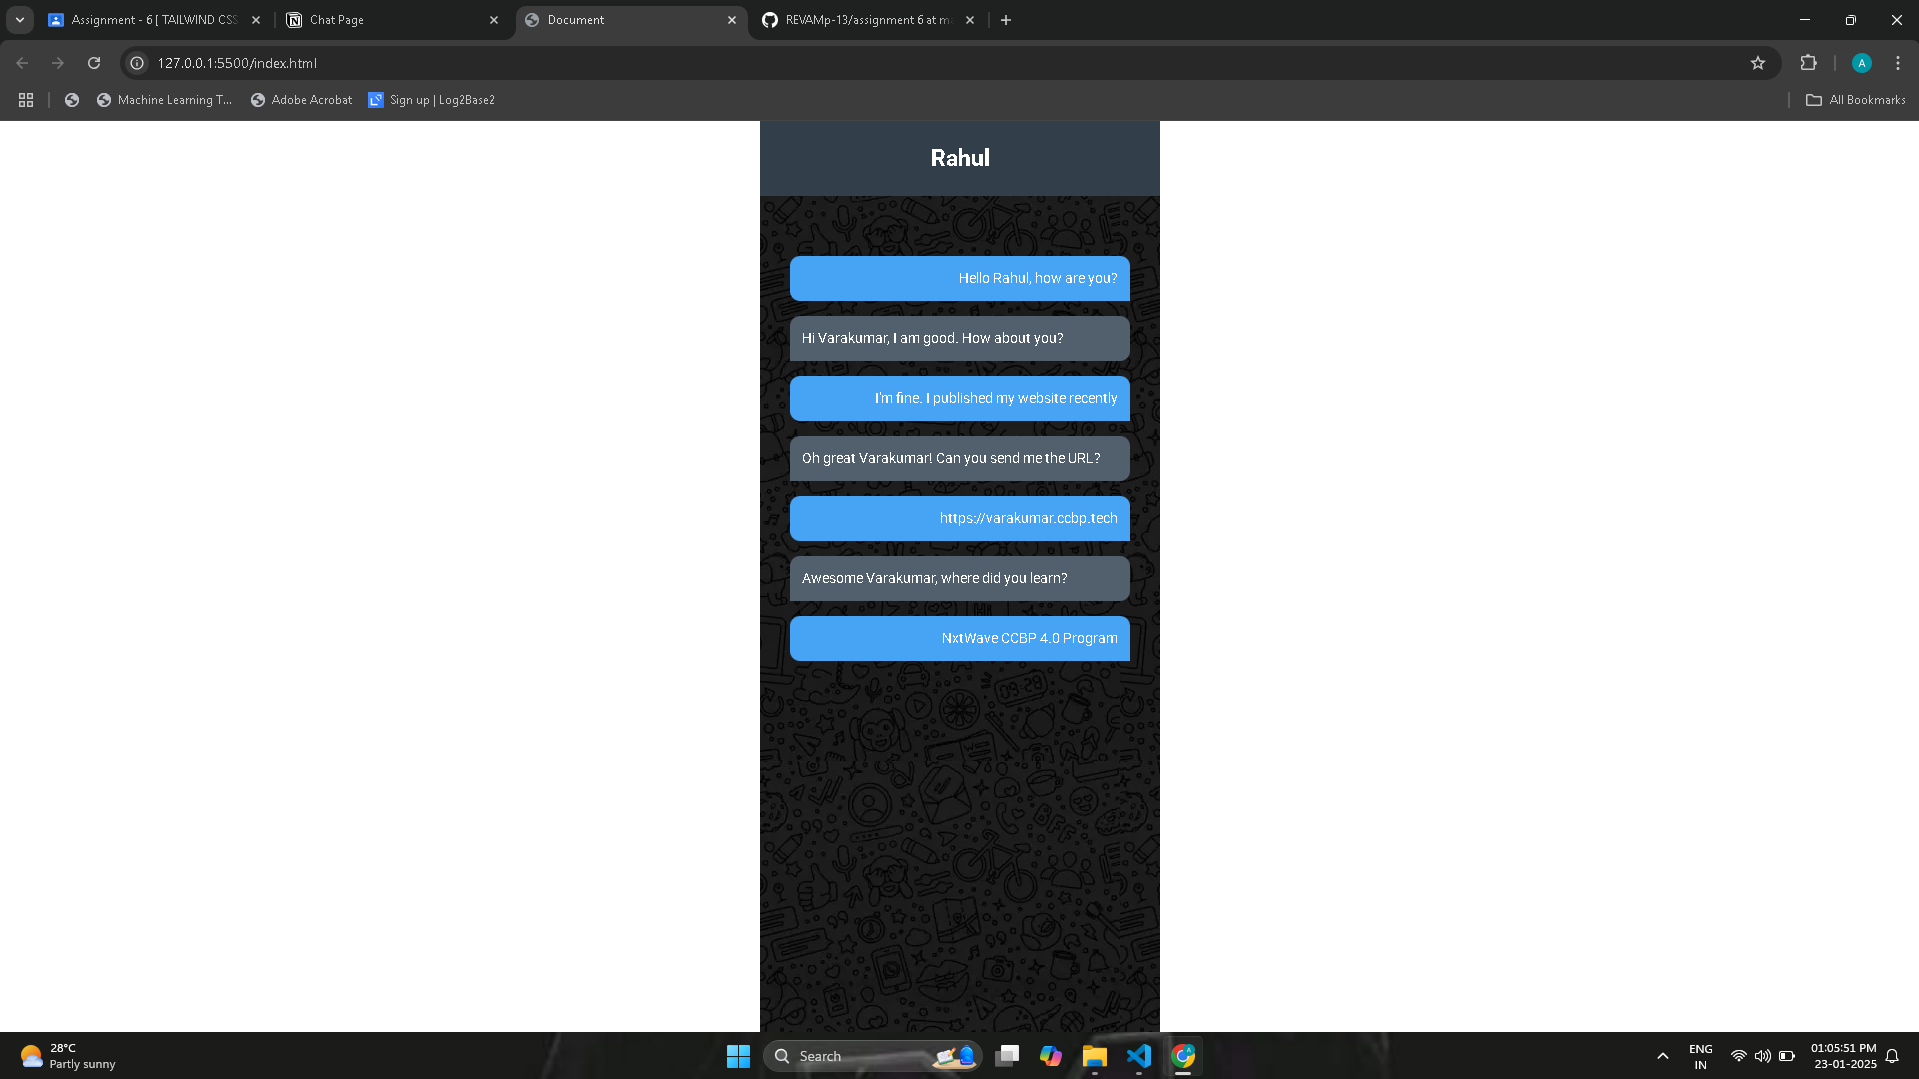 Assignment - 6 [ TAILWIND CSS
Chat Page
Document
REVAMp-13/assignment 6 at ma
127.0.0.1:5500/index.html
A
Machine Learning T...
Adobe Acrobat
Sign up | Log2Base2
All Bookmarks
Rahul
Hello Rahul, how are you?
Hi Varakumar, I am good. How about you?
I'm fine. I published my website recently
Oh great Varakumar! Can you send me the URL?
https://varakumar.ccbp.tech
Awesome Varakumar, where did you learn?
NxtWave CCBP 4.0 Program
28°C
Partly sunny
Search
ENG
IN
01:05:51 PM
23-01-2025